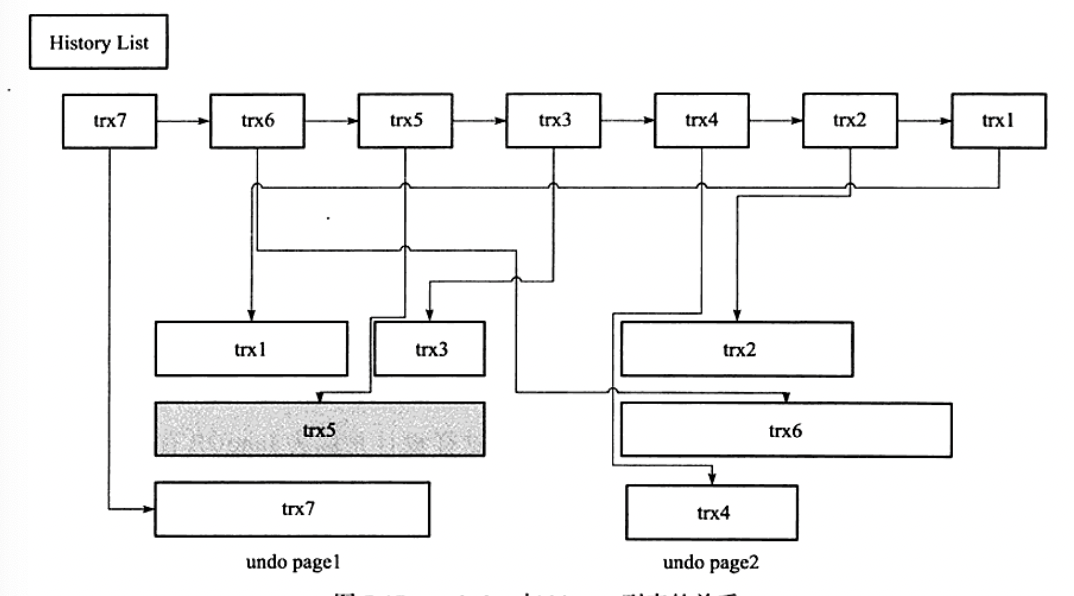 History List
trx7 trx6 trx5 trx3 trx4 trx2 trx1
trx1 trx3 trx2
trx5 trx6
trx7 trx4
undo page1 undo page2